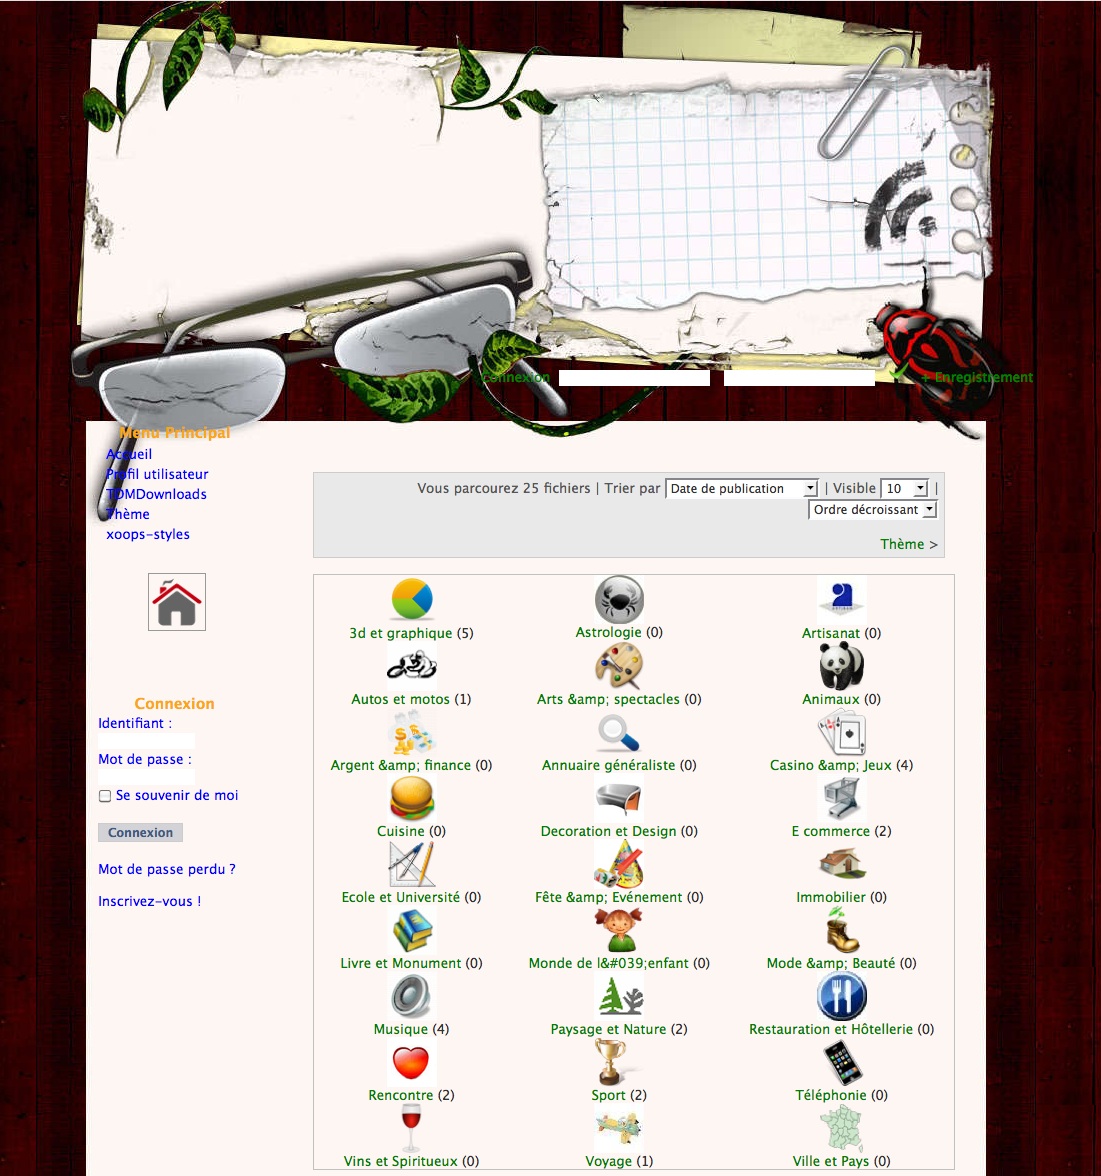 Connexion
+ Enregistrement
Menu Principal
Accueil
Profil utilisateur
TDMDownloads
Thème
xoops-styles
Vous parcourez 25 fichiers | Trier par Date de publication | Visible 10 |
Ordre décroissant
Thème >
3d et graphique (5)
Astrologie (0)
Artisanat (0)
Autos et motos (1)
Arts &amp; spectacles (0)
Animaux (0)
Argent &amp; finance (0)
Annuaire généraliste (0)
Casino &amp; Jeux (4)
Cuisine (0)
Decoration et Design (0)
E commerce (2)
Ecole et Université (0)
Fête &amp; Evénement (0)
Immobilier (0)
Livre et Monument (0)
Monde de l&#039;enfant (0)
Mode &amp; Beauté (0)
Musique (4)
Paysage et Nature (2)
Restauration et Hôtellerie (0)
Rencontre (2)
Sport (2)
Téléphonie (0)
Vins et Spiritueux (0)
Voyage (1)
Ville et Pays (0)
Connexion
Identifiant :
Mot de passe :
Se souvenir de moi
Connexion
Mot de passe perdu ?
Inscrivez-vous !